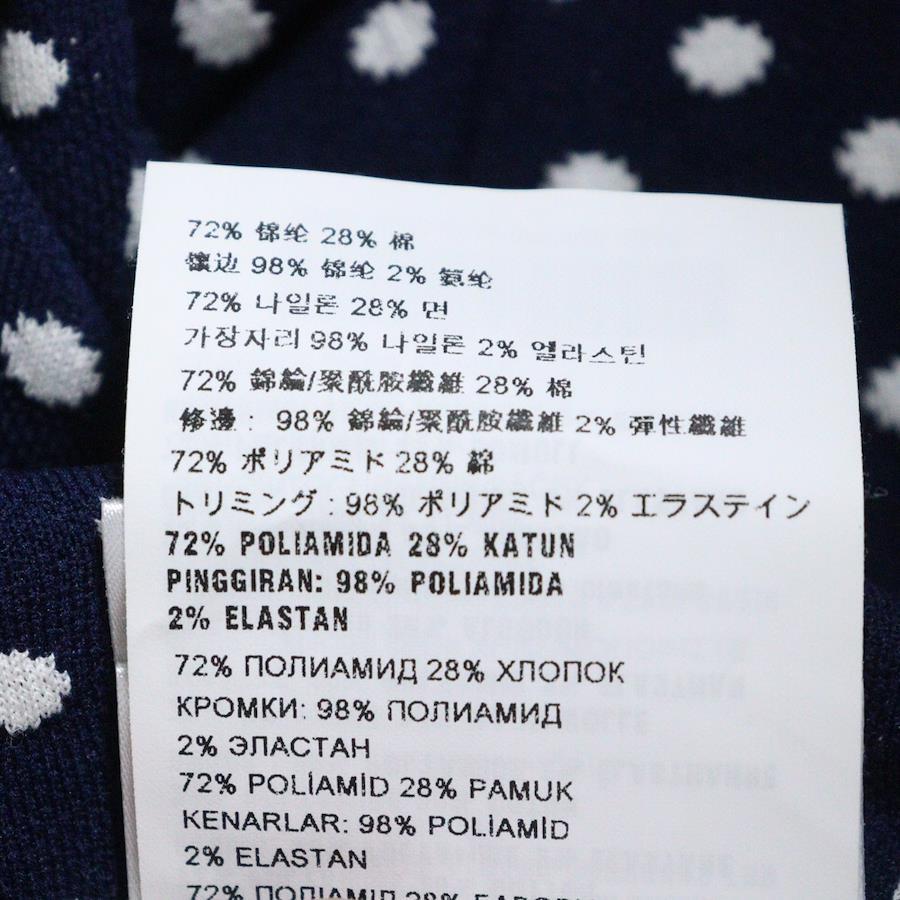 72% 锦纶 28% 棉
镶边 98% 锦纶 2% 氨纶
72% 나일론 28% 면
가장자리 98% 나일론 2% 엘라스틴
72% 錦綸/聚酰胺纖維 28% 棉
修邊 : 98% 錦綸/聚酰胺纖維 2% 彈性纖維
72% ポリアミド 28% 綿
トリミング : 98% ポリアミド 2% エラステイン
72% POLIAMIDA 28% KATUN
PINGGIRAN: 98% POLIAMIDA
2% ELASTAN
72% ПОЛИАМИД 28% ХЛОПОК
КРОМКИ: 98% ПОЛИАМИД
2% ЭЛАСТАН
72% POLİAMİD 28% PAMUK
KENARLAR: 98% POLİAMİD
2% ELASTAN
72% 28%